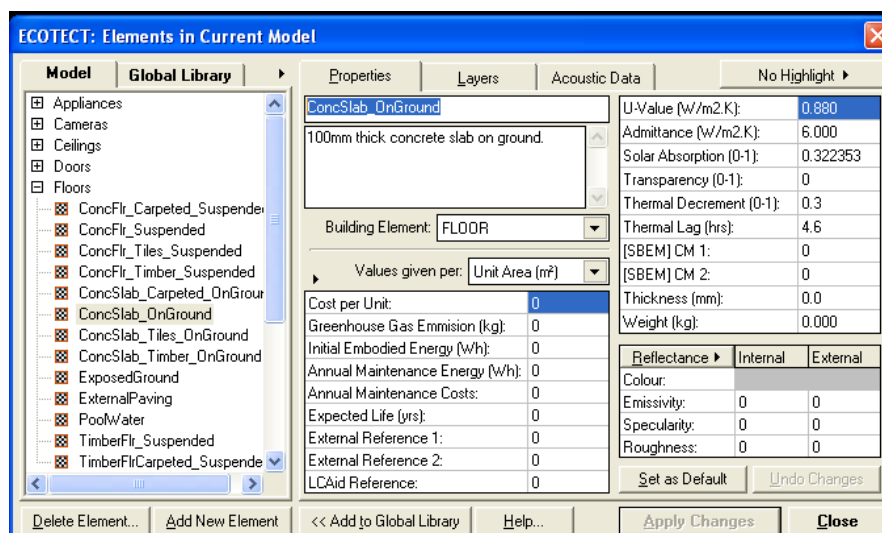 ECOTECT: Elements in Current Model
Model
Global Library
Appliances
Cameras
Ceilings
Doors
Floors
ConcFlr_Carpeted_Suspende
ConcFlr_Suspended
ConcFlr_Tiles_Suspended
ConcFlr_Timber_Suspended
ConcSlab_Carpeted_OnGroun
ConcSlab_OnGround
ConcSlab_Tiles_OnGround
ConcSlab_Timber_OnGround
ExposedGround
ExternalPaving
PoolWater
TimberFlr_Suspended
TimberFlrCarpeted_Suspende
Delete Element...
Add New Element
Properties
Layers
Acoustic Data
No Highlight
ConcSlab_OnGround
100mm thick concrete slab on ground.
Building Element: FLOOR
Values given per: Unit Area (m²)
Cost per Unit: 0
Greenhouse Gas Emmision (kg): 0
Initial Embodied Energy (Wh): 0
Annual Maintenance Energy (Wh): 0
Annual Maintenance Costs: 0
Expected Life (yrs): 0
External Reference 1: 0
External Reference 2: 0
LCAid Reference: 0
<< Add to Global Library
Help...
U-Value (W/m2.K): 0.880
Admittance (W/m2.K): 6.000
Solar Absorption (0-1): 0.322353
Transparency (0-1): 0
Thermal Decrement (0-1): 0.3
Thermal Lag (hrs): 4.6
[SBEM] CM 1: 0
[SBEM] CM 2: 0
Thickness (mm): 0.0
Weight (kg): 0.000
Reflectance Internal External
Colour:
Emissivity: 0 0
Specularity: 0 0
Roughness: 0 0
Set as Default
Undo Changes
Apply Changes
Close